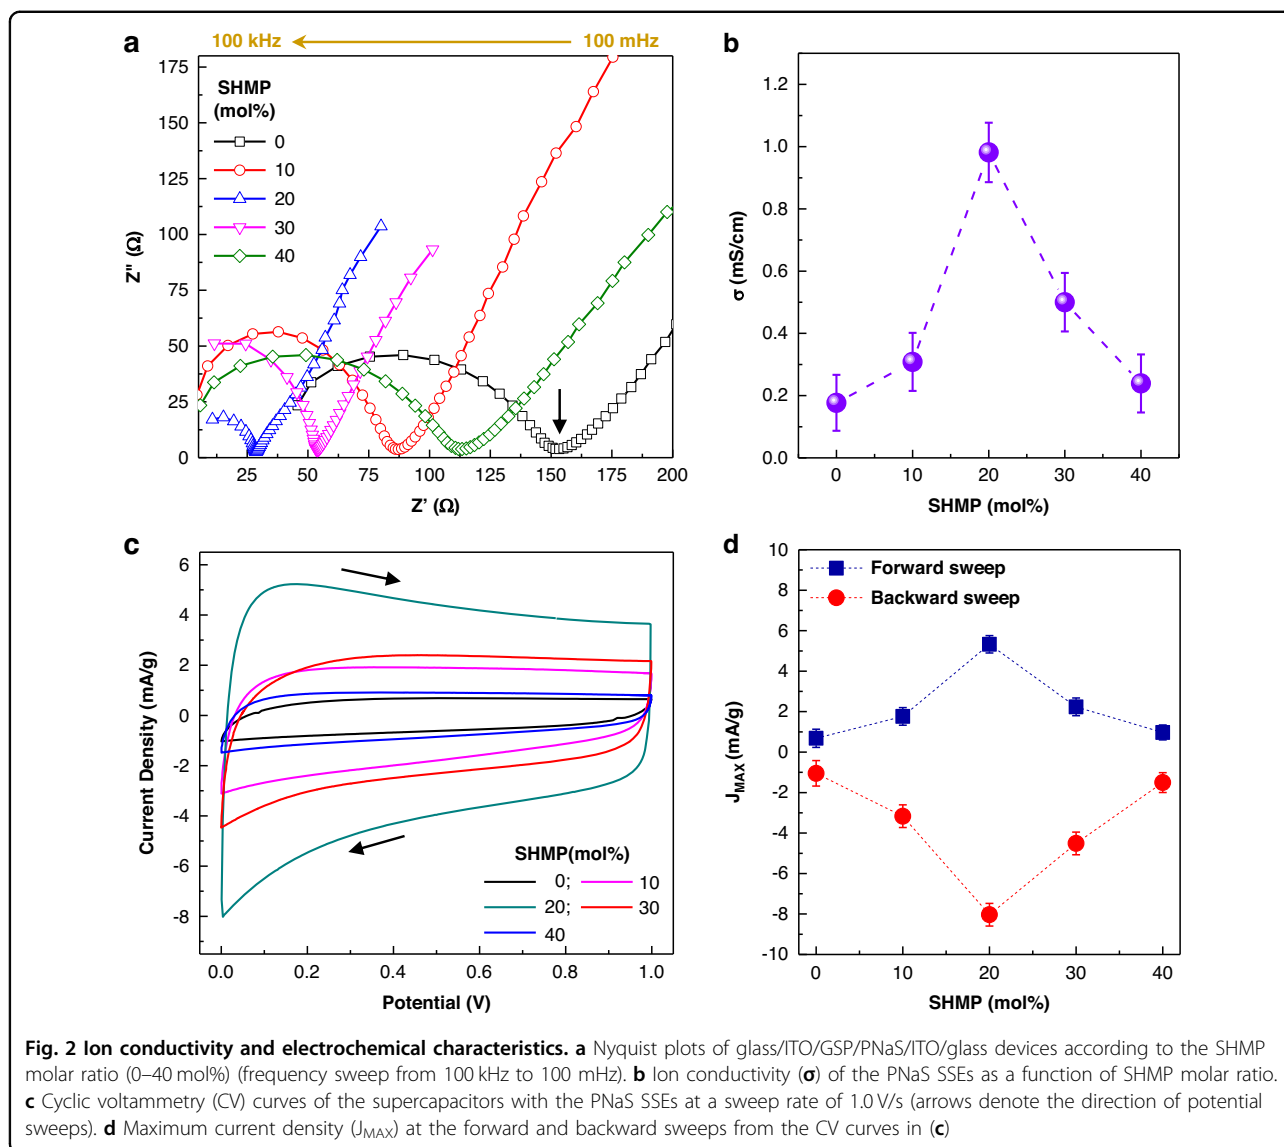 a
100 kHz
100 mHz
SHMP
(mol%)
0
10
20
30
40
175
150
125
100
75
50
25
0
Z'' (Ω)
25 50 75 100 125 150 175 200
Z' (Ω)
b
1.2
1.0
0.8
0.6
0.4
0.2
0.0
σ (mS/cm)
0 10 20 30 40
SHMP (mol%)
c
6
4
2
0
-2
-4
-6
-8
Current Density (mA/g)
SHMP(mol%)
0; 10
20; 30
40
0.0 0.2 0.4 0.6 0.8 1.0
Potential (V)
d
10
8
6
4
2
0
-2
-4
-6
-8
-10
JMAX (mA/g)
Forward sweep
Backward sweep
0 10 20 30 40
SHMP (mol%)
Fig. 2 Ion conductivity and electrochemical characteristics. a Nyquist plots of glass/ITO/GSP/PNaS/ITO/glass devices according to the SHMP
molar ratio (0–40 mol%) (frequency sweep from 100 kHz to 100 mHz). b Ion conductivity (σ) of the PNaS SSEs as a function of SHMP molar ratio.
c Cyclic voltammetry (CV) curves of the supercapacitors with the PNaS SSEs at a sweep rate of 1.0 V/s (arrows denote the direction of potential
sweeps). d Maximum current density (JMAX) at the forward and backward sweeps from the CV curves in (c)